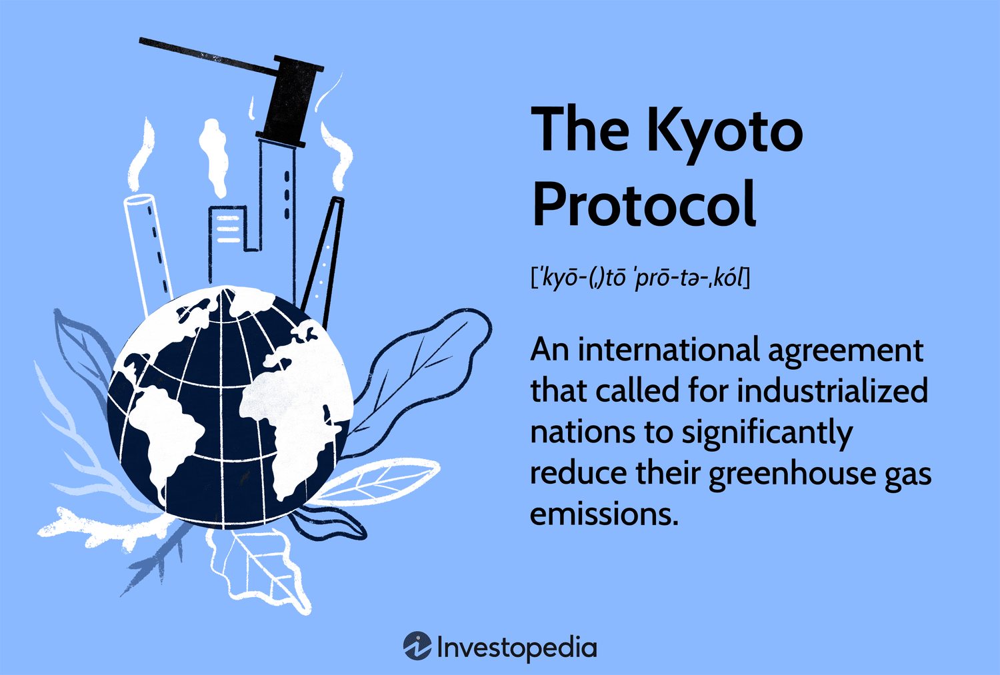 The Kyoto
Protocol
[ˈkyō-(ˌ)tō ˈprō-tə-ˌkól]
An international agreement
that called for industrialized
nations to significantly
reduce their greenhouse gas
emissions.
Investopedia